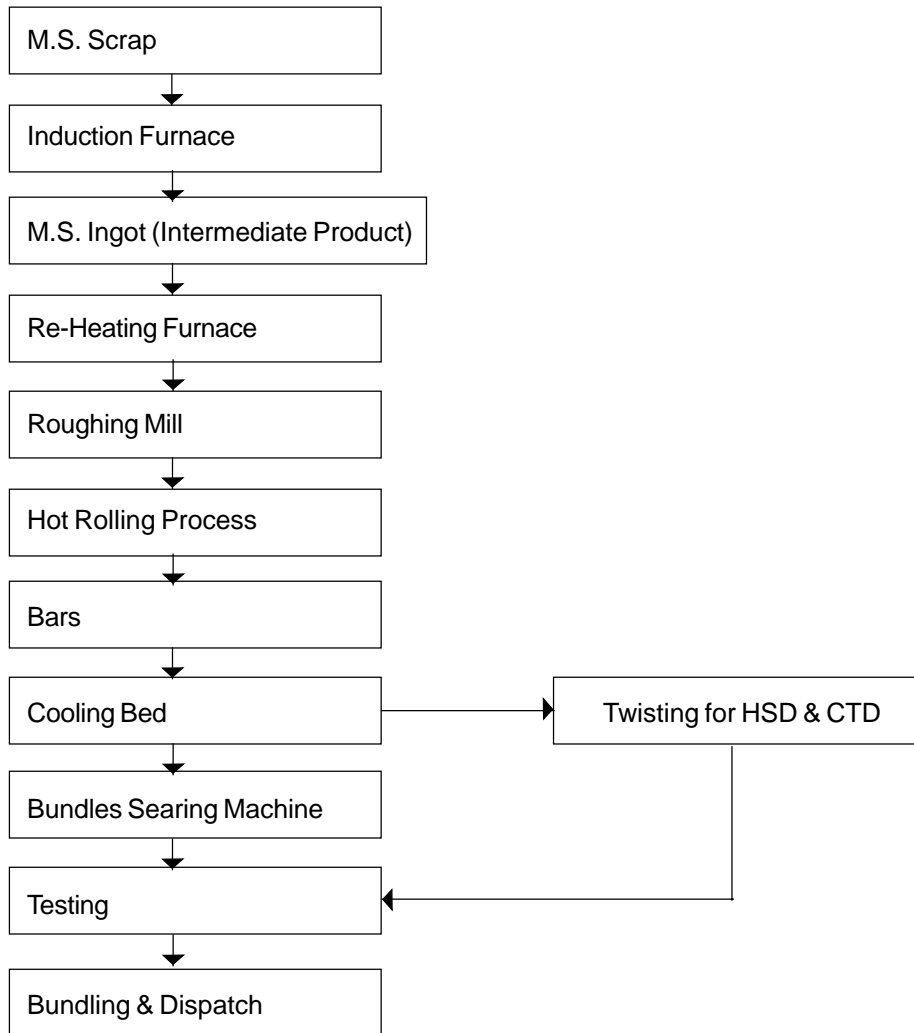 M.S. Scrap
Induction Furnace
M.S. Ingot (Intermediate Product)
Re-Heating Furnace
Roughing Mill
Hot Rolling Process
Bars
Cooling Bed
Twisting for HSD & CTD
Bundles Searing Machine
Testing
Bundling & Dispatch